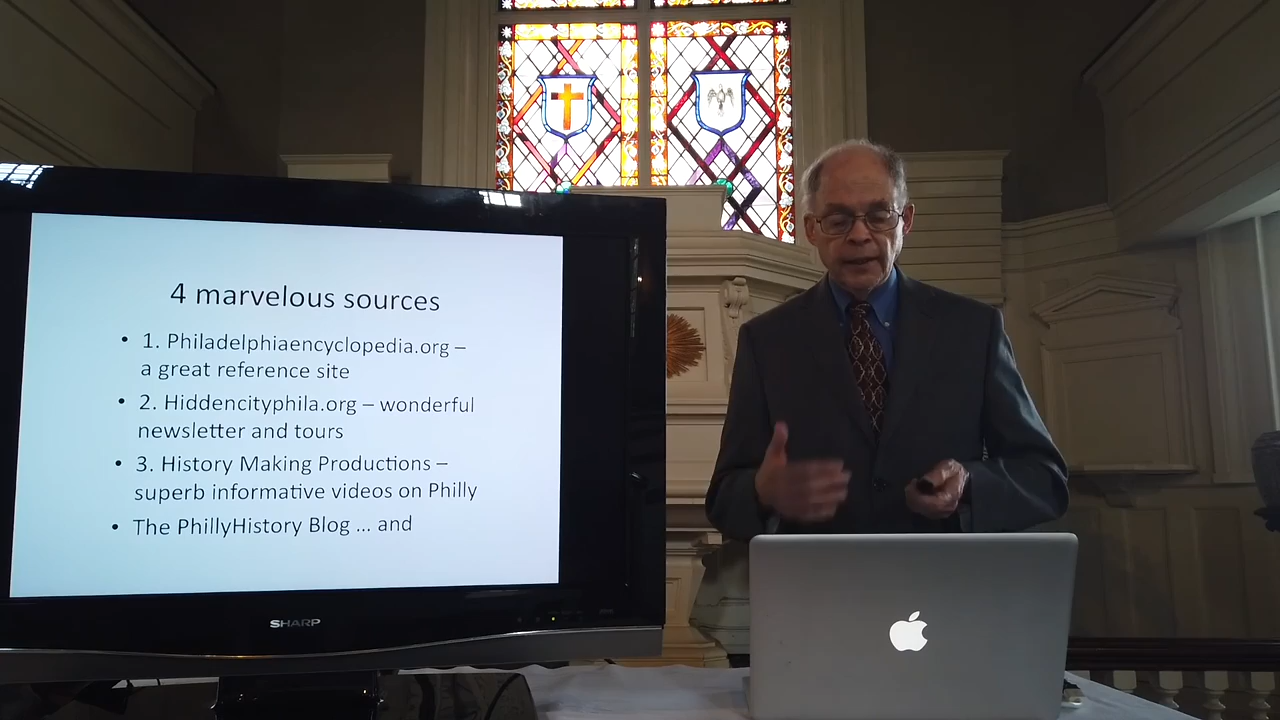 4 marvelous sources
• 1. Philadelphiaencyclopedia.org –
a great reference site
• 2. Hiddencityphila.org – wonderful
newsletter and tours
• 3. History Making Productions –
superb informative videos on Philly
• The PhillyHistory Blog ... and
SHARP